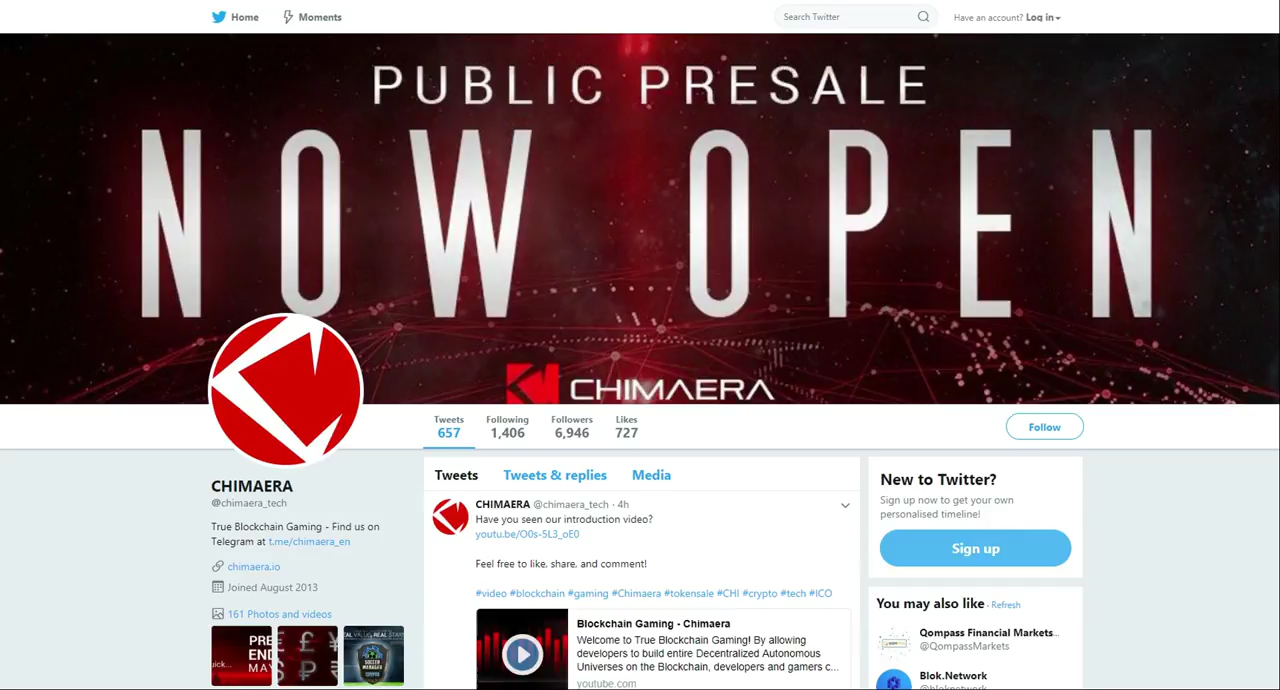 Home
Moments
Search Twitter
Have an account? Log in
PUBLIC PRESALE
NOW OPEN
CHIMAERA
Tweets
657
Following
1,406
Followers
6,946
Likes
727
Follow
CHIMAERA
@chimaera_tech
True Blockchain Gaming - Find us on
Telegram at t.me/chimaera_en
chimaera.io
Joined August 2013
161 Photos and videos
Tweets
Tweets & replies
Media
CHIMAERA @chimaera_tech · 4h
Have you seen our introduction video?
youtu.be/O0s-5L3_oE0
Feel free to like, share, and comment!
#video #blockchain #gaming #Chimaera #tokensale #CHI #crypto #tech #ICO
Blockchain Gaming - Chimaera
Welcome to True Blockchain Gaming! By allowing
developers to build entire Decentralized Autonomous
Universes on the Blockchain, developers and gamers c...
youtube.com
New to Twitter?
Sign up now to get your own
personalised timeline!
Sign up
You may also like · Refresh
Qompass Financial Markets...
@QompassMarkets
Blok.Network
@bloknetwork